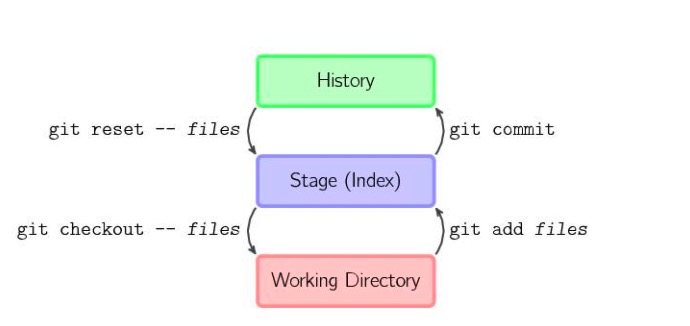 History
git reset -- files
git commit
Stage (Index)
git checkout -- files
git add files
Working Directory